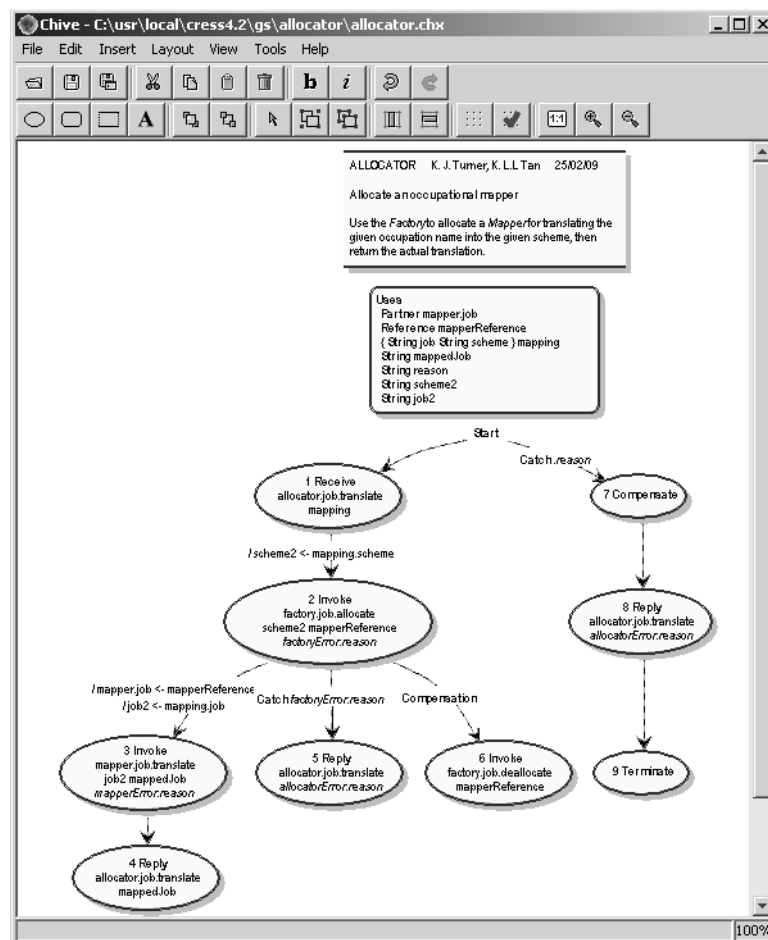 Chive - C:\usr\local\cress4.2\gs\allocator\allocator.chx
File Edit Insert Layout View Tools Help
b i
A 1:1
ALLOCATOR K. J. Turner, K. L.L Tan 25/02/09
Allocate an occupational mapper
Use the Factory to allocate a Mapper for translating the
given occupation name into the given scheme, then
return the actual translation.
Uses
Partner mapper.job
Reference mapperReference
{ String job String scheme } mapping
String mappedJob
String reason
String scheme2
String job2
Start
Catch.reason
1 Receive
allocator.job.translate
mapping
7 Compensate
/ scheme2 <- mapping.scheme
2 Invoke
factory.job.allocate
scheme2 mapperReference
factoryError.reason
8 Reply
allocator.job.translate
allocatorError.reason
/ mapper.job <- mapperReference
/ job2 <- mapping.job
Catch factoryError.reason
Compensation
3 Invoke
mapper.job.translate
job2 mappedJob
mapperError.reason
5 Reply
allocator.job.translate
allocatorError.reason
6 Invoke
factory.job.deallocate
mapperReference
9 Terminate
4 Reply
allocator.job.translate
mappedJob
100%